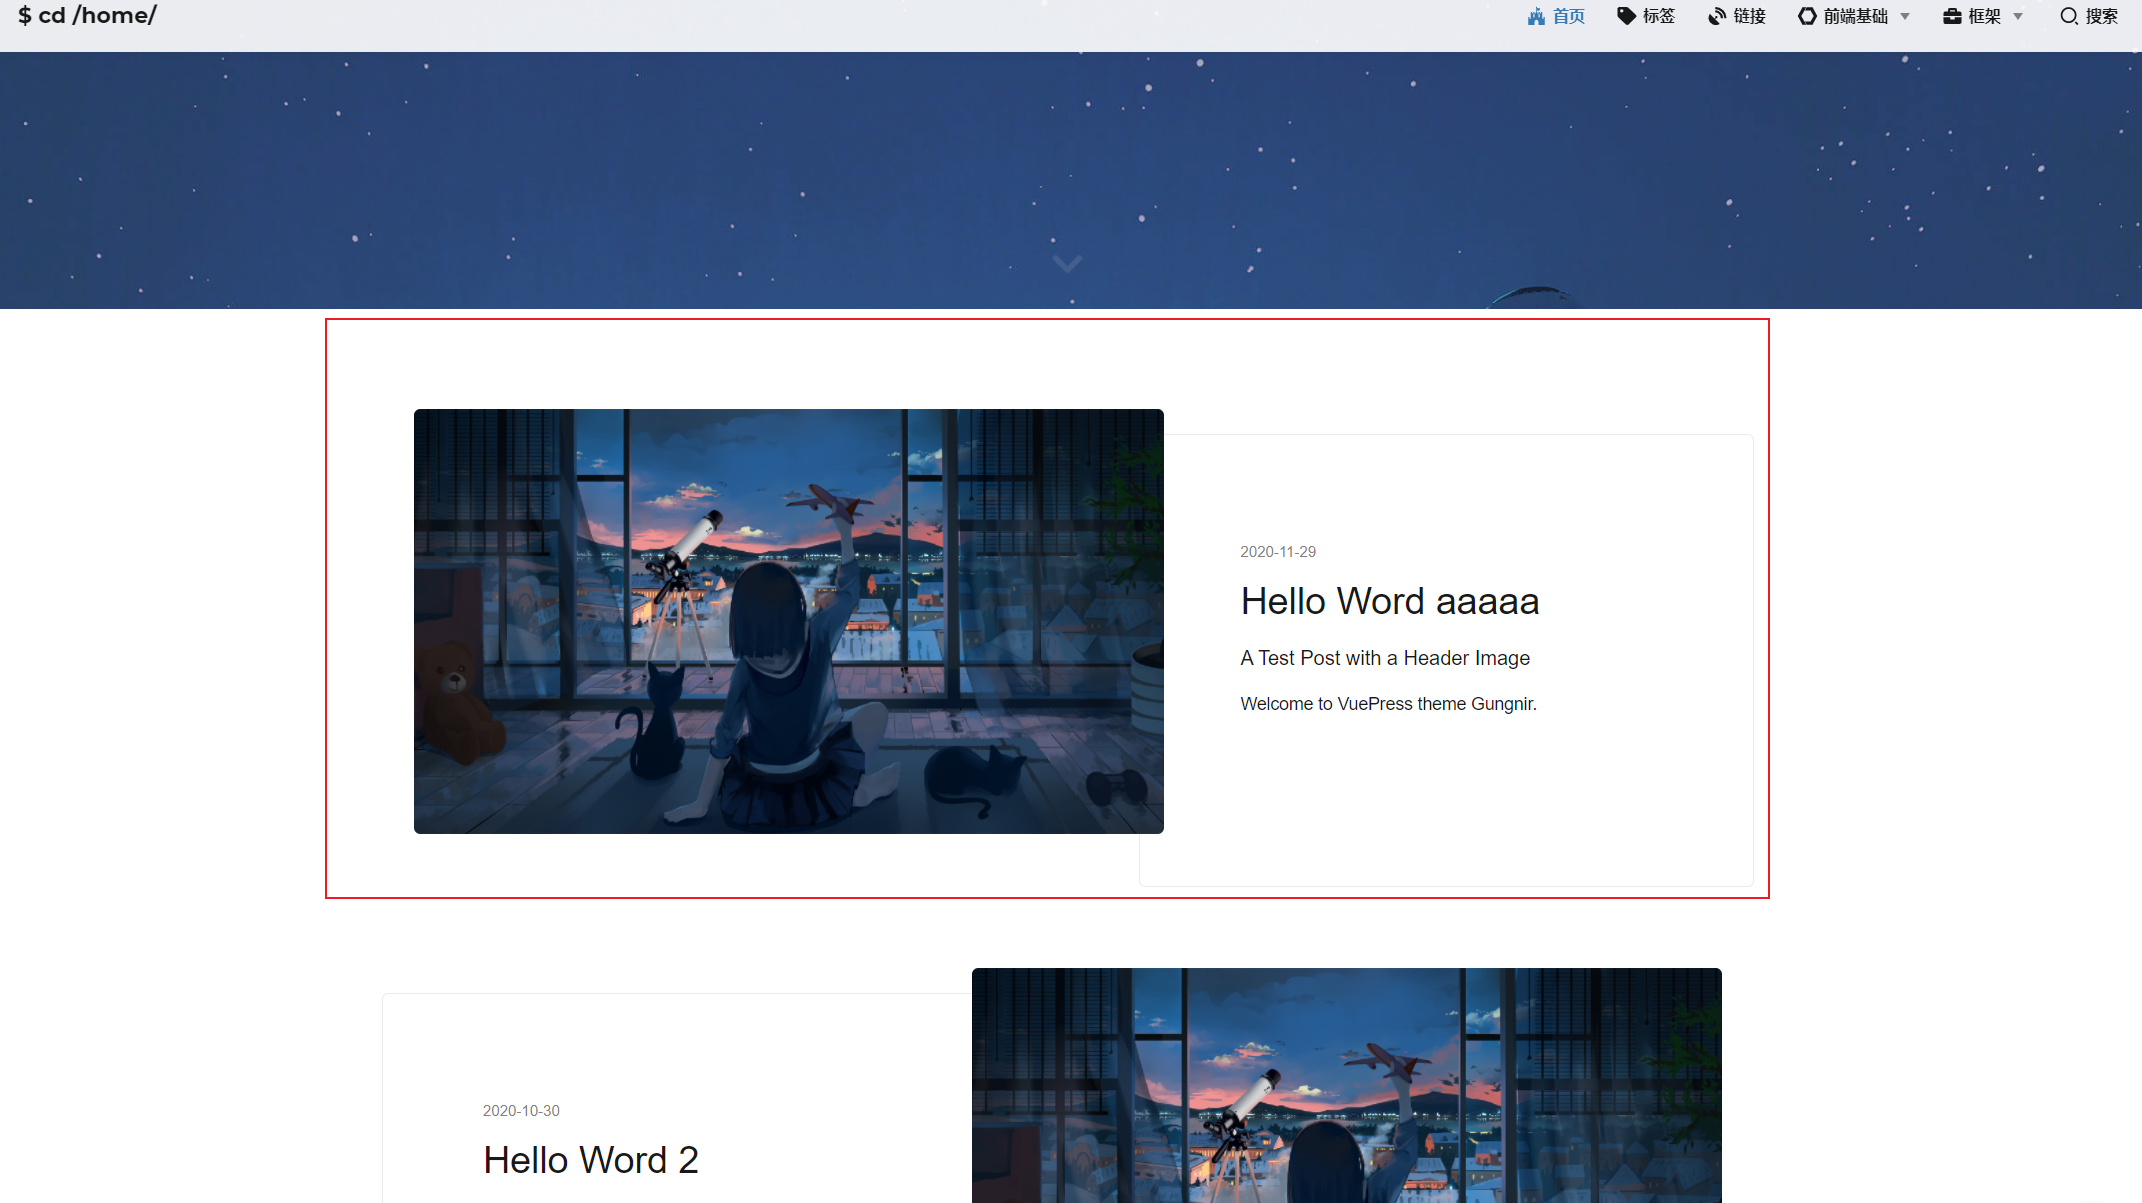 $ cd /home/
首页 标签 链接 前端基础 框架 搜索
2020-11-29
Hello Word aaaaa
A Test Post with a Header Image
Welcome to VuePress theme Gungnir.
2020-10-30
Hello Word 2